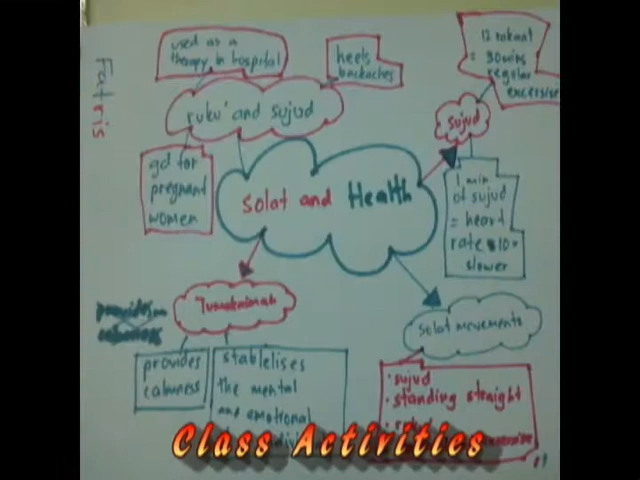 Fatris
used as a
therapy in hospital
heels
backaches
12 rakaat
= 30mins
regular
excersise
ruku' and sujud
sujud
gd for
pregnant
women
solat and Health
1 min
of sujud
= heart
rate
slower
"Tumakninah"
solat movements
provides
calmness
stablelises
the mental
and emotional
• sujud
• standing straight
Class Activities